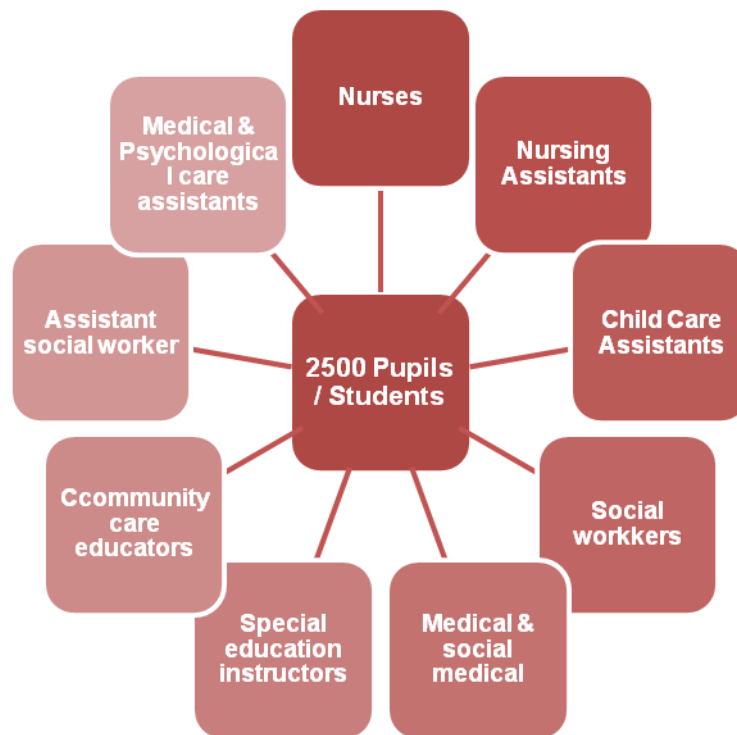 Nurses
Nursing
Assistants
Child Care
Assistants
Social
workkers
Medical &
social
medical
Special
education
instructors
Ccommunity
care
educators
Assistant
social worker
Medical &
Psychologica
l care
assistants
2500 Pupils
/ Students